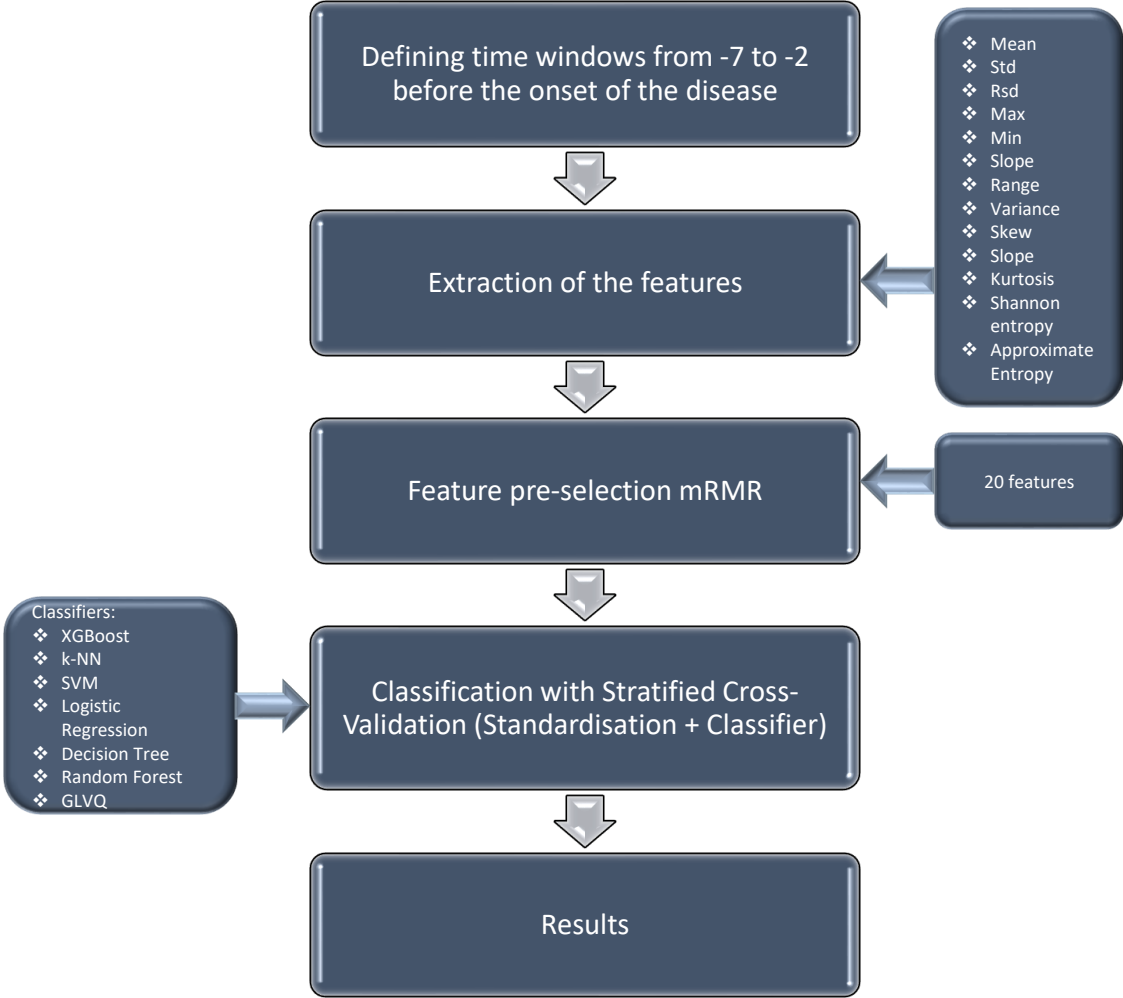 Defining time windows from -7 to -2
before the onset of the disease
❖ Mean
❖ Std
❖ Rsd
❖ Max
❖ Min
❖ Slope
❖ Range
❖ Variance
❖ Skew
❖ Slope
❖ Kurtosis
❖ Shannon
entropy
❖ Approximate
Entropy
Extraction of the features
Feature pre-selection mRMR
20 features
Classifiers:
❖ XGBoost
❖ k-NN
❖ SVM
❖ Logistic
Regression
❖ Decision Tree
❖ Random Forest
❖ GLVQ
Classification with Stratified Cross-
Validation (Standardisation + Classifier)
Results